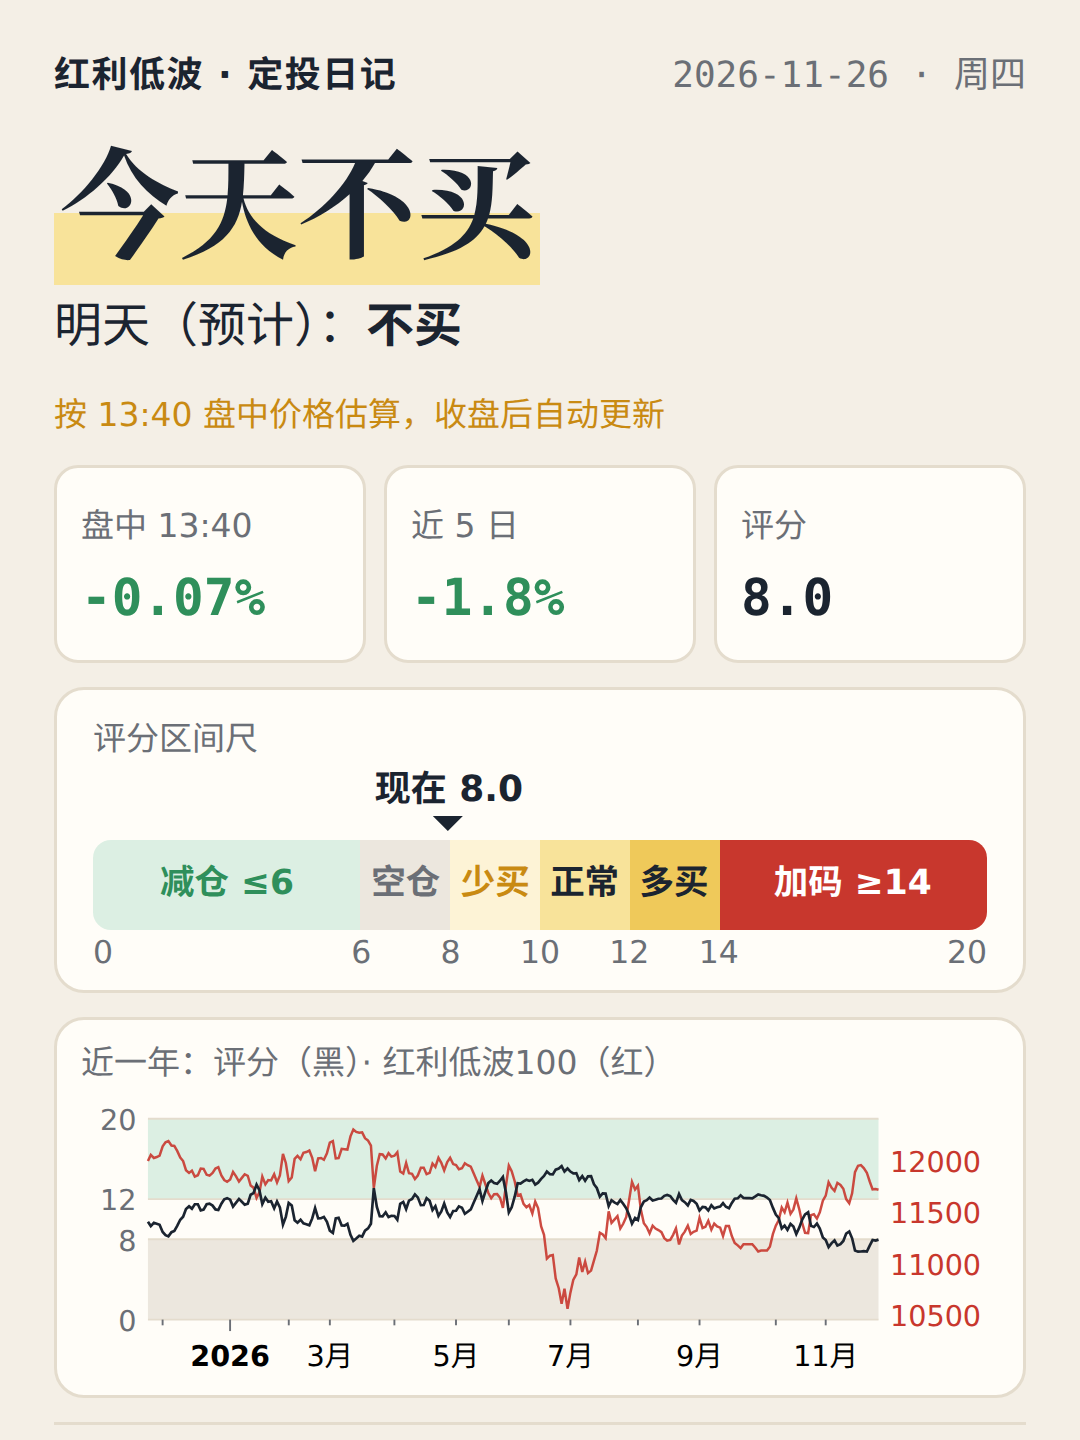 红利低波 · 定投日记
2026-11-26 · 周四
今天不买
明天（预计）：不买
按 13:40 盘中价格估算，收盘后自动更新
盘中 13:40
-0.07%
近 5 日
-1.8%
评分
8.0
评分区间尺
现在 8.0
减仓 ≤6
空仓
少买
正常
多买
加码 ≥14
0
6
8
10
12
14
20
近一年：评分（黑）· 红利低波100（红）
20
12
8
0
12000
11500
11000
10500
2026
3月
5月
7月
9月
11月